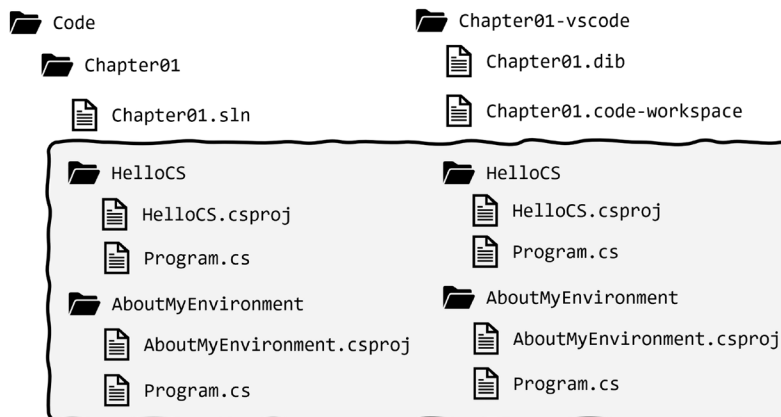 Code
Chapter01
Chapter01.sln
HelloCS
HelloCS.csproj
Program.cs
AboutMyEnvironment
AboutMyEnvironment.csproj
Program.cs
Chapter01-vscode
Chapter01.dib
Chapter01.code-workspace
HelloCS
HelloCS.csproj
Program.cs
AboutMyEnvironment
AboutMyEnvironment.csproj
Program.cs